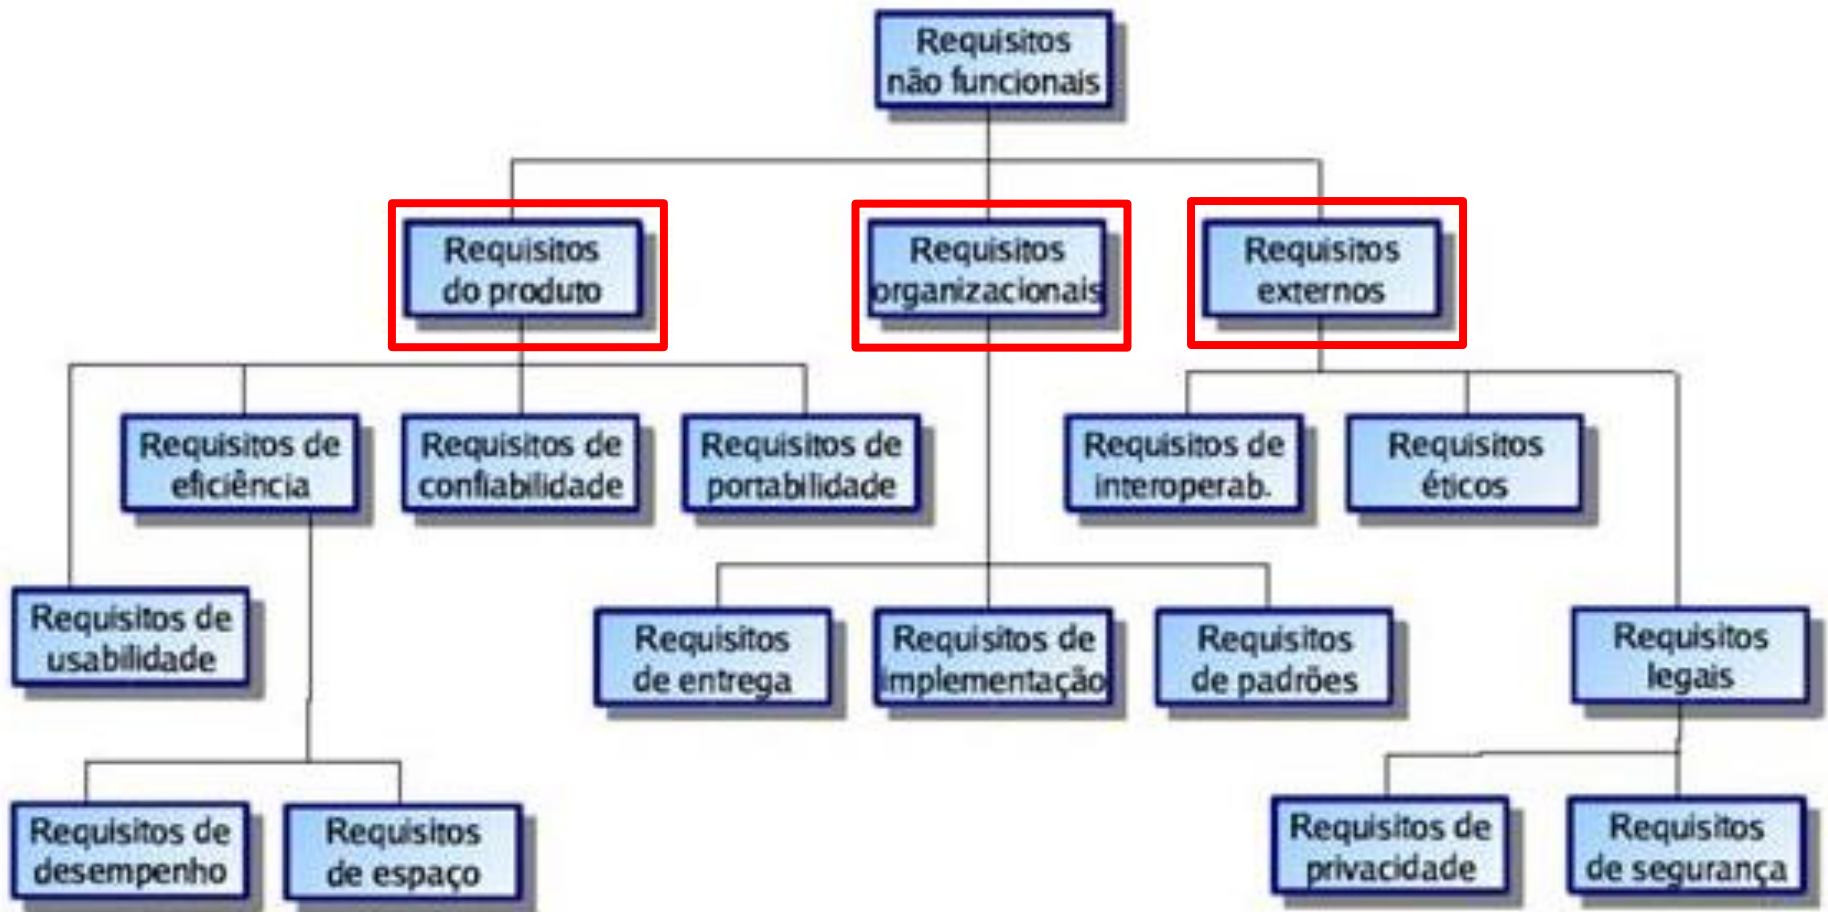 Requisitos
não funcionais
Requisitos
do produto
Requisitos
organizacionais
Requisitos
externos
Requisitos de
eficiência
Requisitos de
confiabilidade
Requisitos de
portabilidade
Requisitos de
interoperab.
Requisitos
éticos
Requisitos de
usabilidade
Requisitos
de entrega
Requisitos de
implementação
Requisitos
de padrões
Requisitos
legais
Requisitos de
desempenho
Requisitos
de espaço
Requisitos de
privacidade
Requisitos
de segurança